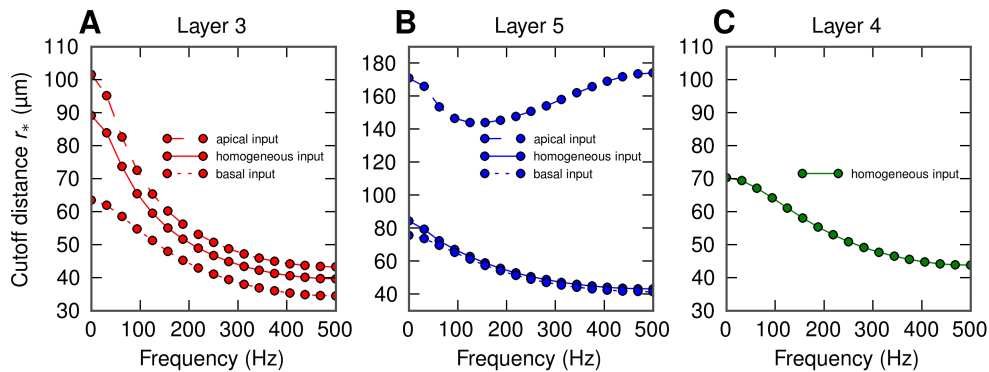 A
Layer 3
Cutoff distance r* (μm)
110
100
90
80
70
60
50
40
30
apical input
homogeneous input
basal input
0 100 200 300 400 500
Frequency (Hz)
B
Layer 5
180
160
140
120
100
80
60
40
apical input
homogeneous input
basal input
0 100 200 300 400 500
Frequency (Hz)
C
Layer 4
110
100
90
80
70
60
50
40
30
homogeneous input
0 100 200 300 400 500
Frequency (Hz)